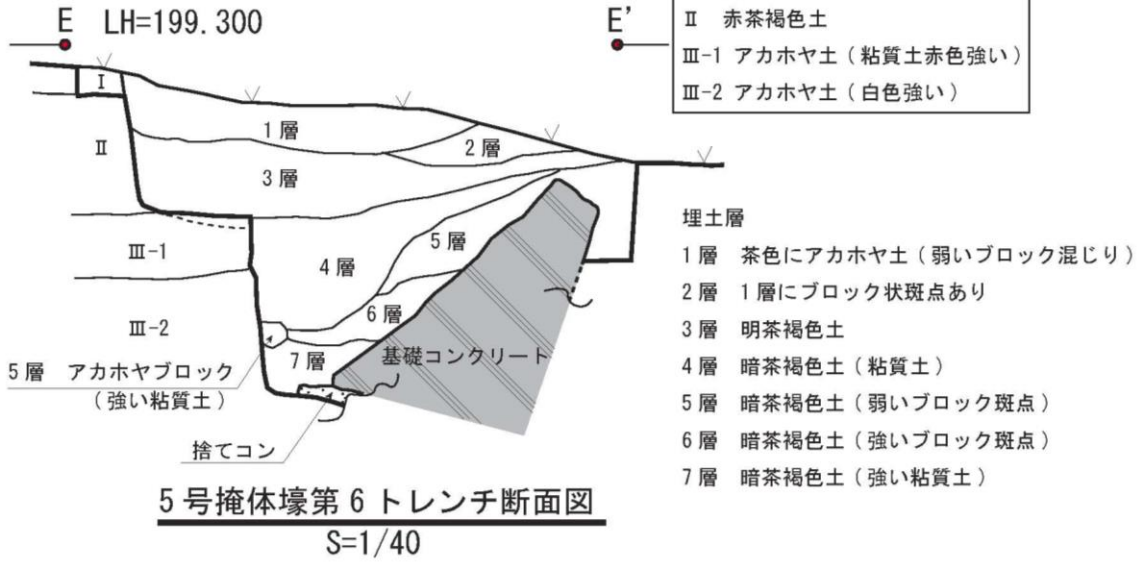 E LH=199.300
E'
Ⅱ 赤茶褐色土
Ⅲ-1 アカホヤ土(粘質土赤色強い)
Ⅲ-2 アカホヤ土(白色強い)
Ⅰ
Ⅱ
Ⅲ-1
Ⅲ-2
1層
2層
3層
4層
5層
6層
7層
基礎コンクリート
5層 アカホヤブロック
(強い粘質土)
捨てコン
埋土層
1層 茶色にアカホヤ土(弱いブロック混じり)
2層 1層にブロック状斑点あり
3層 明茶褐色土
4層 暗茶褐色土(粘質土)
5層 暗茶褐色土(弱いブロック斑点)
6層 暗茶褐色土(強いブロック斑点)
7層 暗茶褐色土(強い粘質土)
5号掩体壕第6トレンチ断面図
S=1/40